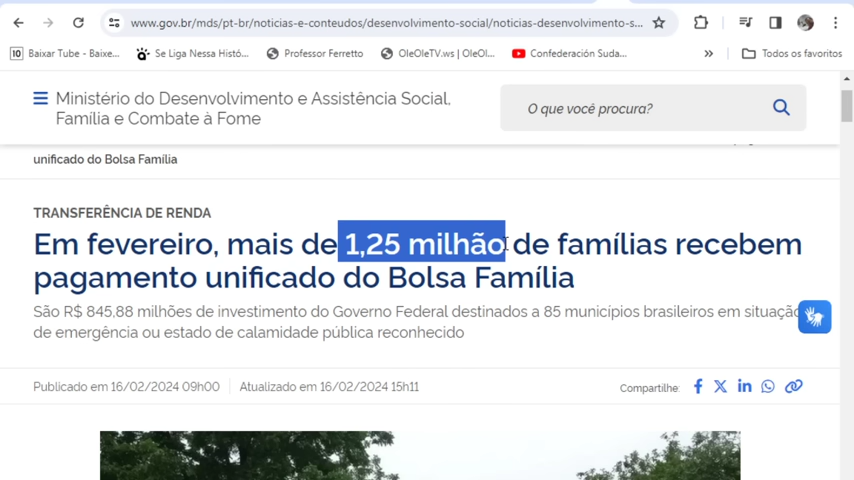 www.gov.br/mds/pt-br/noticias-e-conteudos/desenvolvimento-social/noticias-desenvolvimento-s...
Baixar Tube - Baixe...
Se Liga Nessa Histó...
Professor Ferretto
OleOleTV.ws | OleOl...
Confederación Suda...
»
Todos os favoritos
Ministério do Desenvolvimento e Assistência Social,
Família e Combate à Fome
O que você procura?
unificado do Bolsa Família
TRANSFERÊNCIA DE RENDA
Em fevereiro, mais de 1,25 milhão de famílias recebem
pagamento unificado do Bolsa Família
São R$ 845,88 milhões de investimento do Governo Federal destinados a 85 municípios brasileiros em situação
de emergência ou estado de calamidade pública reconhecido
Publicado em 16/02/2024 09h00
Atualizado em 16/02/2024 15h11
Compartilhe: